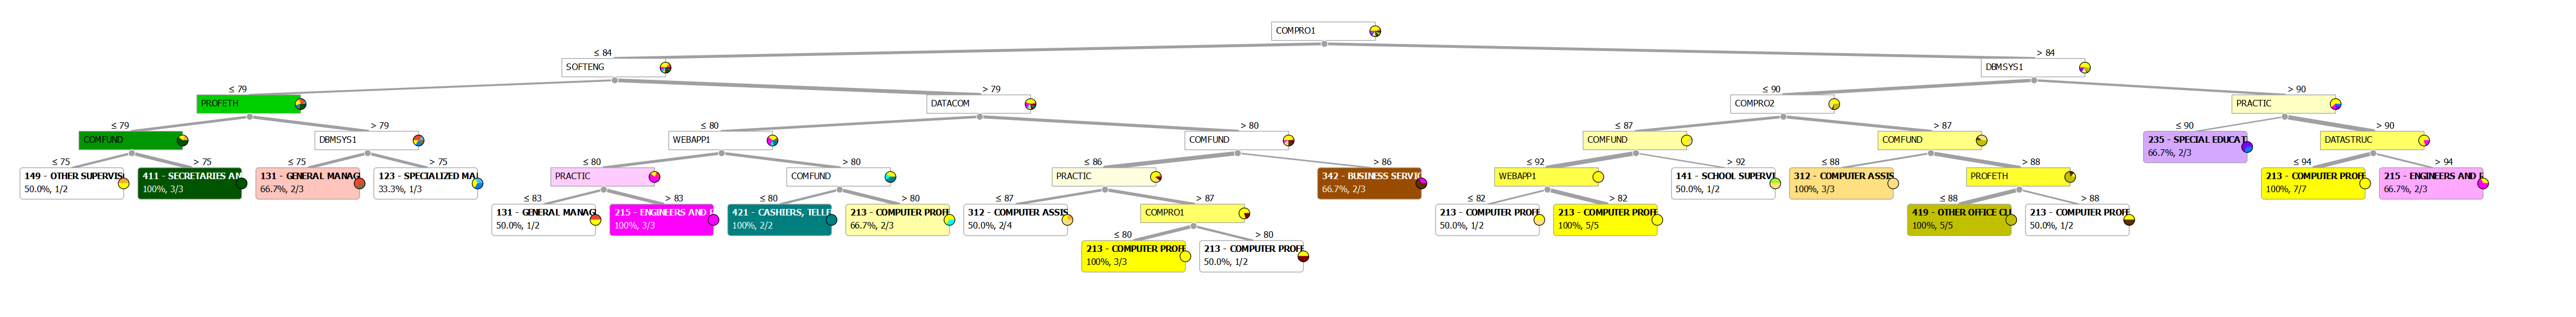 COMPRO1
≤ 84
> 84
SOFTENG
DBMSYS1
≤ 79
> 79
≤ 90
> 90
PROFETH
DATACOM
COMPRO2
PRACTIC
≤ 79
> 79
≤ 80
> 80
≤ 87
> 87
≤ 90
> 90
COMFUND
DBMSYS1
WEBAPP1
COMFUND
COMFUND
COMFUND
235 - SPECIAL EDUCAT
66.7%, 2/3
DATASTRUC
≤ 75
> 75
≤ 75
> 75
≤ 80
> 80
≤ 86
> 86
≤ 92
> 92
≤ 88
> 88
≤ 94
> 94
149 - OTHER SUPERVIS
50.0%, 1/2
411 - SECRETARIES AN
100%, 3/3
131 - GENERAL MANAG
66.7%, 2/3
123 - SPECIALIZED MA
33.3%, 1/3
PRACTIC
COMFUND
PRACTIC
342 - BUSINESS SERVIC
66.7%, 2/3
WEBAPP1
141 - SCHOOL SUPERVI
50.0%, 1/2
312 - COMPUTER ASSIS
100%, 3/3
PROFETH
213 - COMPUTER PROFE
100%, 7/7
215 - ENGINEERS AND
66.7%, 2/3
≤ 83
> 83
≤ 80
> 80
≤ 87
> 87
≤ 82
> 82
≤ 88
> 88
131 - GENERAL MANAG
50.0%, 1/2
215 - ENGINEERS AND
100%, 3/3
421 - CASHIERS, TELLE
100%, 2/2
213 - COMPUTER PROFE
66.7%, 2/3
312 - COMPUTER ASSIS
50.0%, 2/4
COMPRO1
213 - COMPUTER PROFE
50.0%, 1/2
213 - COMPUTER PROFE
100%, 5/5
419 - OTHER OFFICE CL
100%, 5/5
213 - COMPUTER PROFE
50.0%, 1/2
≤ 80
> 80
213 - COMPUTER PROFE
100%, 3/3
213 - COMPUTER PROFE
50.0%, 1/2